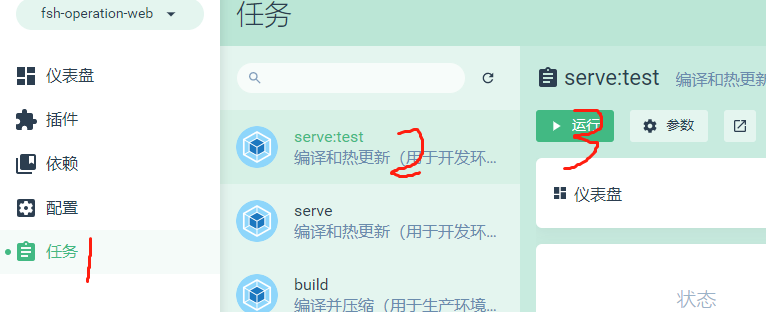 fsh-operation-web
任务
仪表盘
插件
依赖
配置
任务
1
serve:test
编译和热更新（用于开发环...
2
serve
编译和热更新（用于开发环...
build
编译并压缩（用于生产环境
serve:test 编译和热更新
运行
3
参数
仪表盘
状态